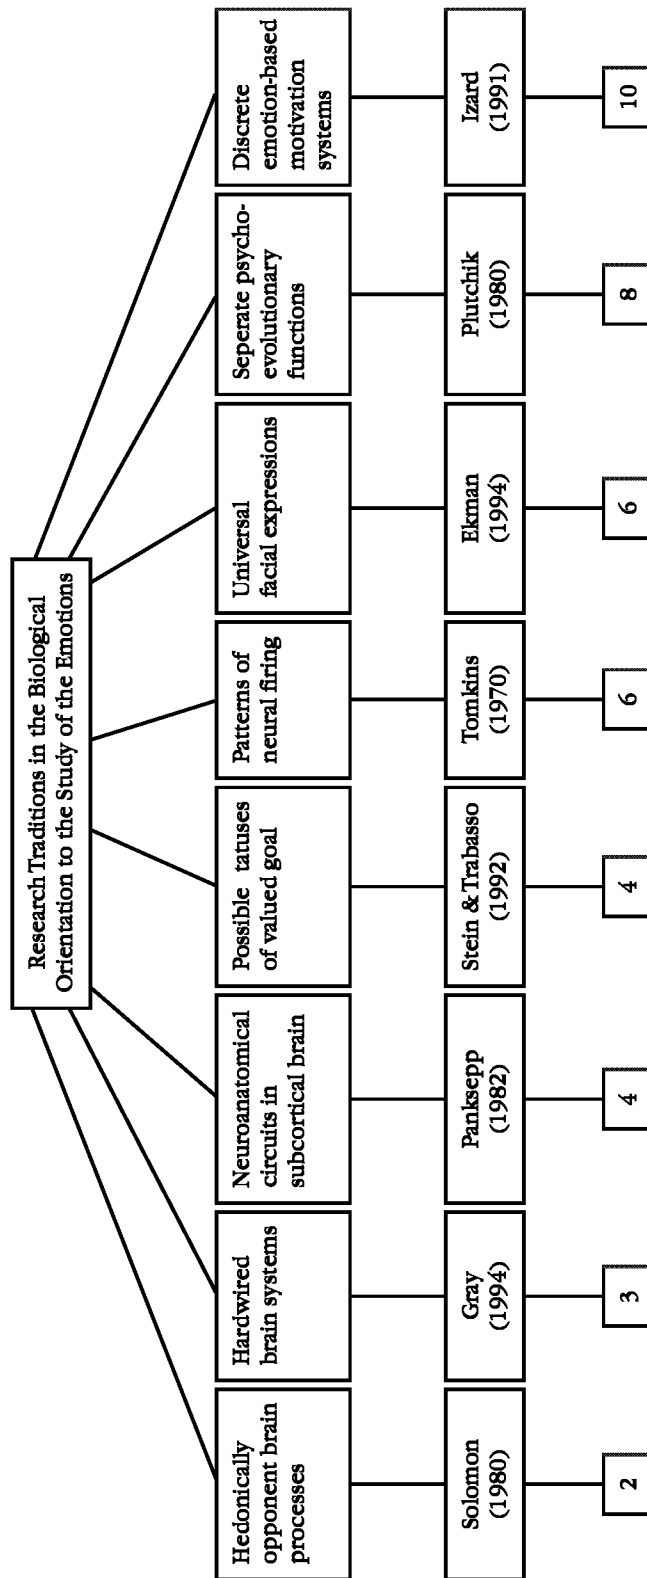 Research Traditions in the Biological
Orientation to the Study of the Emotions
Hedonically
opponent brain
processes
Hardwired
brain systems
Neuroanatomical
circuits in
subcortical brain
Possible tatuses
of valued goal
Patterns of
neural firing
Universal
facial expressions
Seperate psycho-
evolutionary
functions
Discrete
emotion-based
motivation
systems
Solomon
(1980)
Gray
(1994)
Panksepp
(1982)
Stein & Trabasso
(1992)
Tomkins
(1970)
Ekman
(1994)
Plutchik
(1980)
Izard
(1991)
2
3
4
4
6
6
8
10